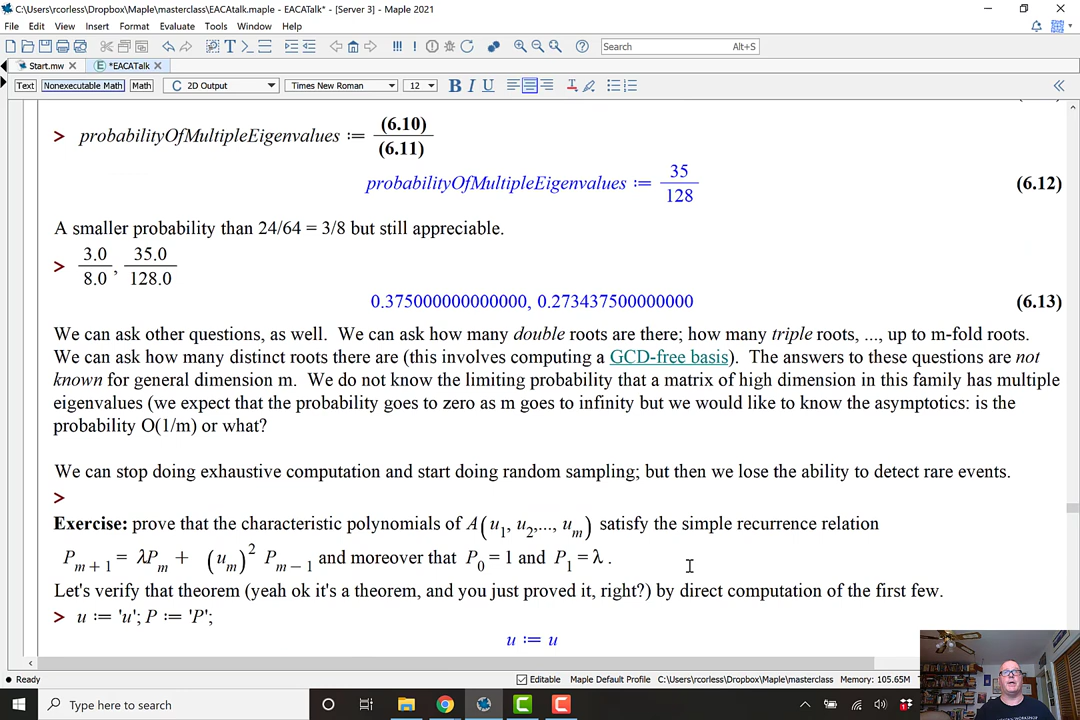 C:\Users\rcorless\Dropbox\Maple\masterclass\EACAtalk.maple - EACATalk* - [Server 3] - Maple 2021
File Edit View Insert Format Evaluate Tools Window Help
Search Alt+S
Start.mw *EACATalk
Text Nonexecutable Math Math C 2D Output Times New Roman 12 B I U
> probabilityOfMultipleEigenvalues := (6.10)/(6.11)
probabilityOfMultipleEigenvalues := 35/128 (6.12)
A smaller probability than 24/64 = 3/8 but still appreciable.
> 3.0/8.0, 35.0/128.0
0.375000000000000, 0.273437500000000 (6.13)
We can ask other questions, as well. We can ask how many double roots are there; how many triple roots, ..., up to m-fold roots.
We can ask how many distinct roots there are (this involves computing a GCD-free basis). The answers to these questions are not
known for general dimension m. We do not know the limiting probability that a matrix of high dimension in this family has multiple
eigenvalues (we expect that the probability goes to zero as m goes to infinity but we would like to know the asymptotics: is the
probability O(1/m) or what?
We can stop doing exhaustive computation and start doing random sampling; but then we lose the ability to detect rare events.
>
Exercise: prove that the characteristic polynomials of A(u₁, u₂,..., uₘ) satisfy the simple recurrence relation
Pₘ₊₁ = λPₘ + (uₘ)² Pₘ₋₁ and moreover that P₀ = 1 and P₁ = λ .
Let's verify that theorem (yeah ok it's a theorem, and you just proved it, right?) by direct computation of the first few.
> u := 'u'; P := 'P';
u := u
Ready Editable Maple Default Profile C:\Users\rcorless\Dropbox\Maple\masterclass Memory: 105.65M
Type here to search